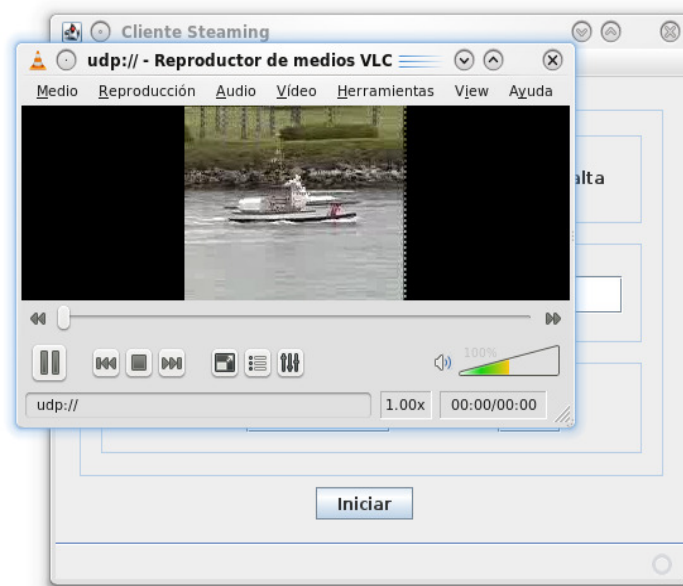 Cliente Steaming
udp:// - Reproductor de medios VLC
Medio Reproducción Audio Vídeo Herramientas View Ayuda
alta
100%
udp:// 1.00x 00:00/00:00
Iniciar